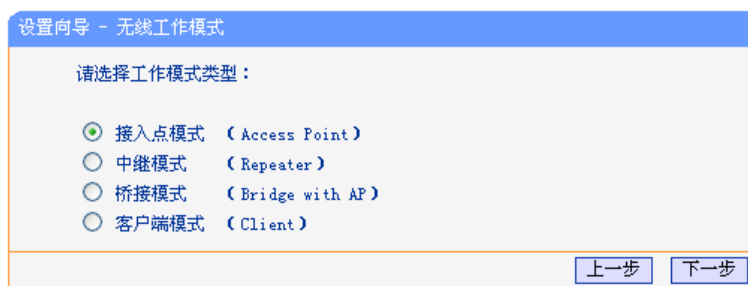 设置向导 - 无线工作模式
请选择工作模式类型：
接入点模式 （Access Point）
中继模式 （Repeater）
桥接模式 （Bridge with AP）
客户端模式 （Client）
上一步 下一步